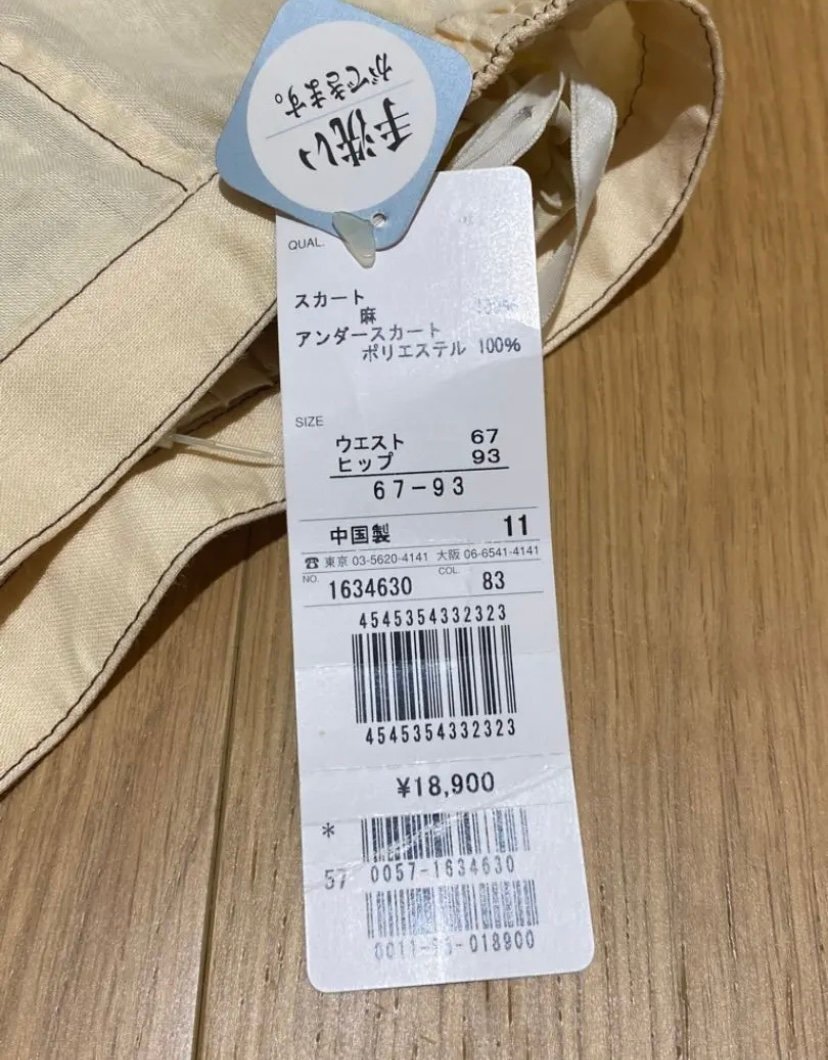 手洗い
ができます。
QUAL.
スカート
麻
アンダースカート
ポリエステル 100%
SIZE
ウエスト 67
ヒップ 93
67-93
中国製 11
☎ 東京 03-5620-4141 大阪 06-6541-4141
NO. 1634630 COL. 83
4545354332323
4545354332323
¥18,900
*
57 0057-1634630